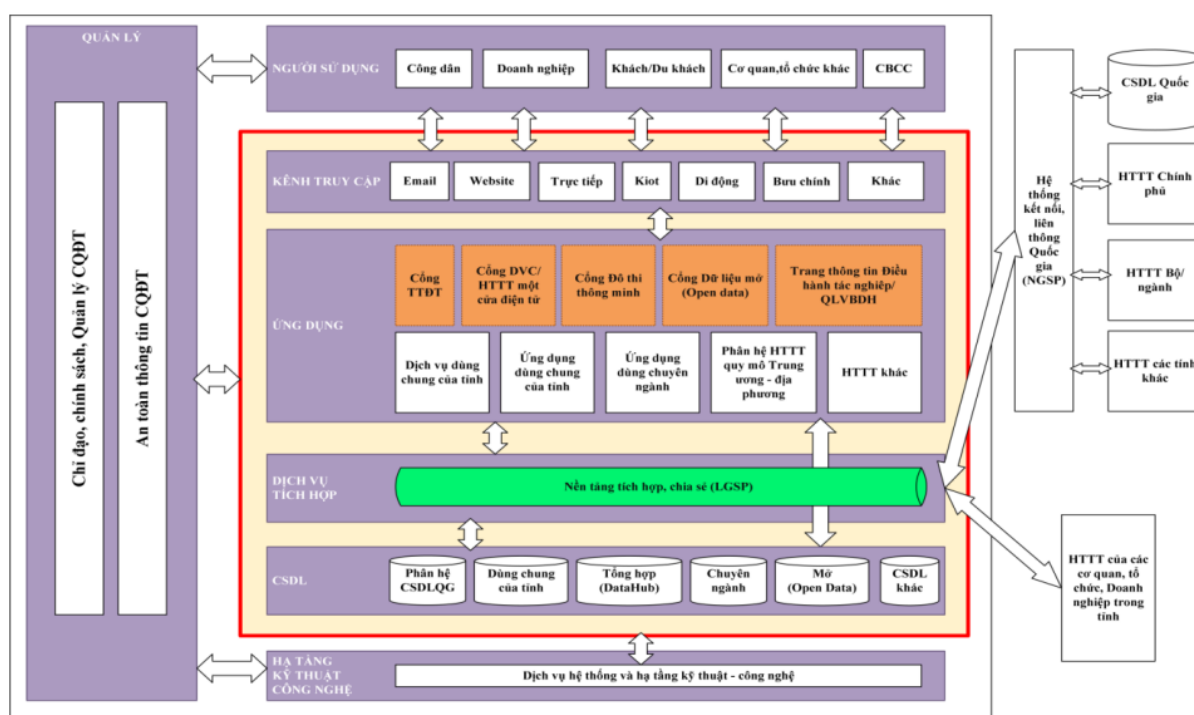 QUẢN LÝ
Chỉ đạo, chính sách, Quản lý CQĐT
An toàn thông tin CQĐT
NGƯỜI SỬ DỤNG
Công dân
Doanh nghiệp
Khách/Du khách
Cơ quan,tổ chức khác
CBCC
KÊNH TRUY CẬP
Email
Website
Trực tiếp
Kiot
Di động
Bưu chính
Khác
ỨNG DỤNG
Cổng
TTĐT
Cổng DVC/
HTTT một
cửa điện tử
Cổng Đô thị
thông minh
Cổng Dữ liệu mở
(Open data)
Trang thông tin Điều
hành tác nghiệp/
QLVBDH
Dịch vụ dùng
chung của tỉnh
Ứng dụng
dùng chung
của tỉnh
Ứng dụng
dùng chuyên
ngành
Phân hệ HTTT
quy mô Trung
ương - địa
phương
HTTT khác
DỊCH VỤ
TÍCH HỢP
Nền tảng tích hợp, chia sẻ (LGSP)
CSDL
Phân hệ
CSDLQG
Dùng chung
của tỉnh
Tổng hợp
(DataHub)
Chuyên
ngành
Mở
(Open Data)
CSDL
khác
HẠ TẦNG
KỸ THUẬT
CÔNG NGHỆ
Dịch vụ hệ thống và hạ tầng kỹ thuật - công nghệ
Hệ
thống
kết nối,
liên
thông
Quốc
gia
(NGSP)
CSDL Quốc
gia
HTTT Chính
phủ
HTTT Bộ/
ngành
HTTT các tỉnh
khác
HTTT của các
cơ quan, tổ
chức, Doanh
nghiệp trong
tỉnh